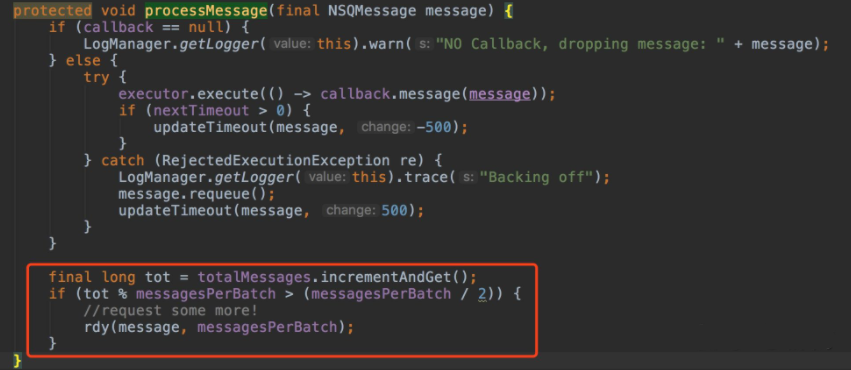 protected void processMessage(final NSQMessage message) {
    if (callback == null) {
        LogManager.getLogger( value: this).warn( s: "NO Callback, dropping message: " + message);
    } else {
        try {
            executor.execute(() -> callback.message(message));
            if (nextTimeout > 0) {
                updateTimeout(message, change: -500);
            }
        } catch (RejectedExecutionException re) {
            LogManager.getLogger( value: this).trace( s: "Backing off");
            message.requeue();
            updateTimeout(message, change: 500);
        }
    }
    final long tot = totalMessages.incrementAndGet();
    if (tot % messagesPerBatch > (messagesPerBatch / 2)) {
        //request some more!
        rdy(message, messagesPerBatch);
    }
}